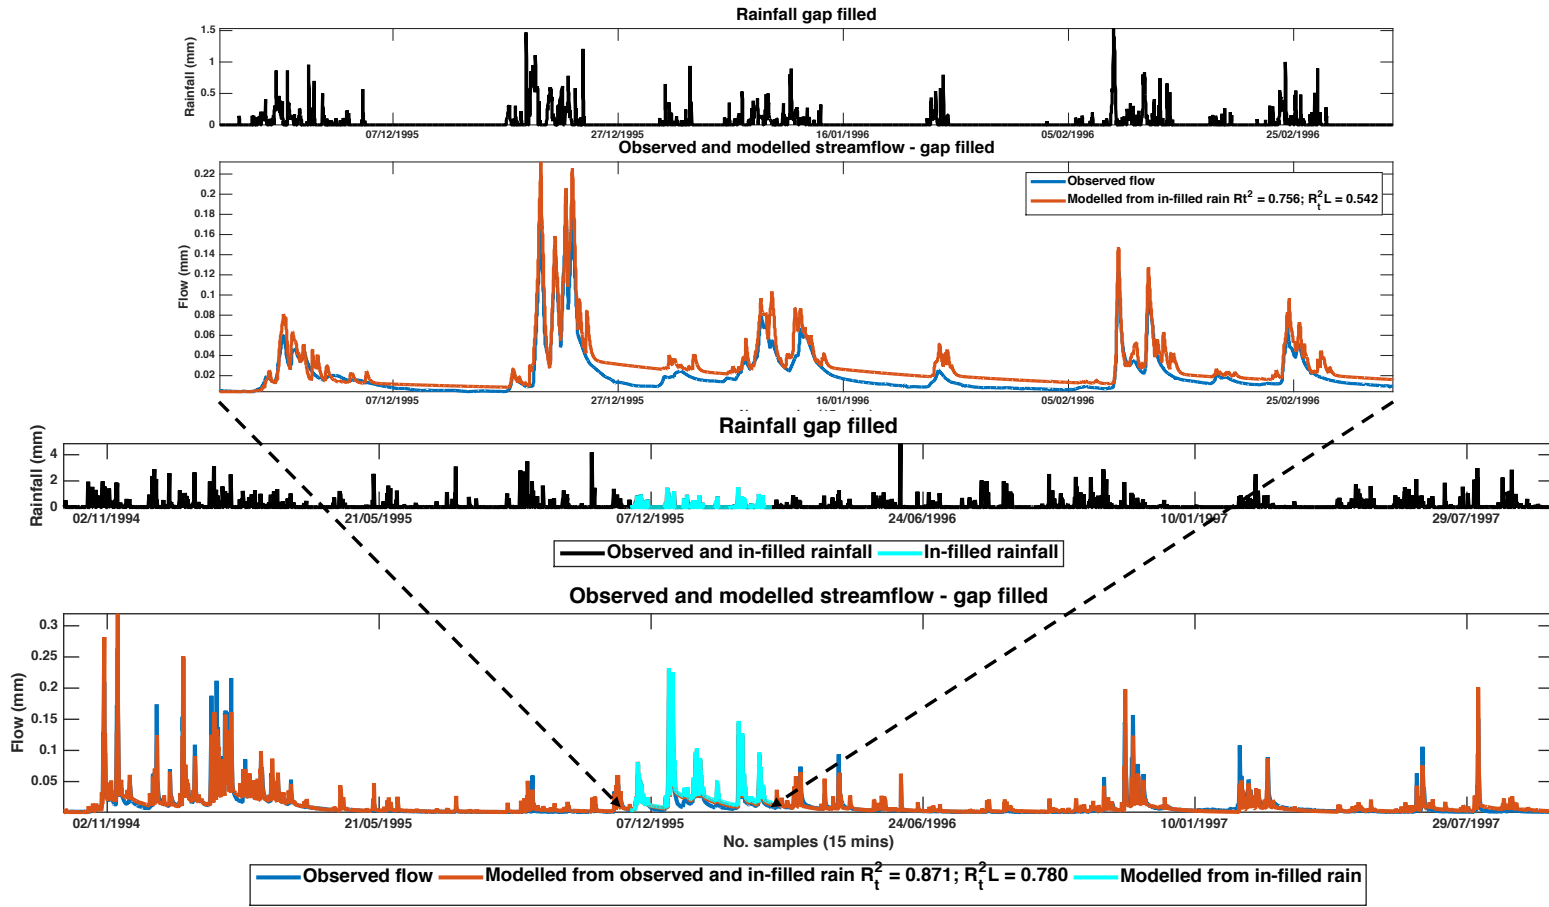 Rainfall gap filled
Rainfall (mm)
1.5
1
0.5
0
07/12/1995 27/12/1995 16/01/1996 05/02/1996 25/02/1996
Observed and modelled streamflow - gap filled
Flow (mm)
0.22
0.2
0.18
0.16
0.14
0.12
0.1
0.08
0.06
0.04
0.02
Observed flow
Modelled from in-filled rain Rt² = 0.756; R²ₜL = 0.542
07/12/1995 27/12/1995 16/01/1996 05/02/1996 25/02/1996
Rainfall gap filled
Rainfall (mm)
4
2
0
02/11/1994 21/05/1995 07/12/1995 24/06/1996 10/01/1997 29/07/1997
Observed and in-filled rainfall In-filled rainfall
Observed and modelled streamflow - gap filled
Flow (mm)
0.3
0.25
0.2
0.15
0.1
0.05
02/11/1994 21/05/1995 07/12/1995 24/06/1996 10/01/1997 29/07/1997
No. samples (15 mins)
Observed flow Modelled from observed and in-filled rain R²ₜ = 0.871; R²ₜL = 0.780 Modelled from in-filled rain